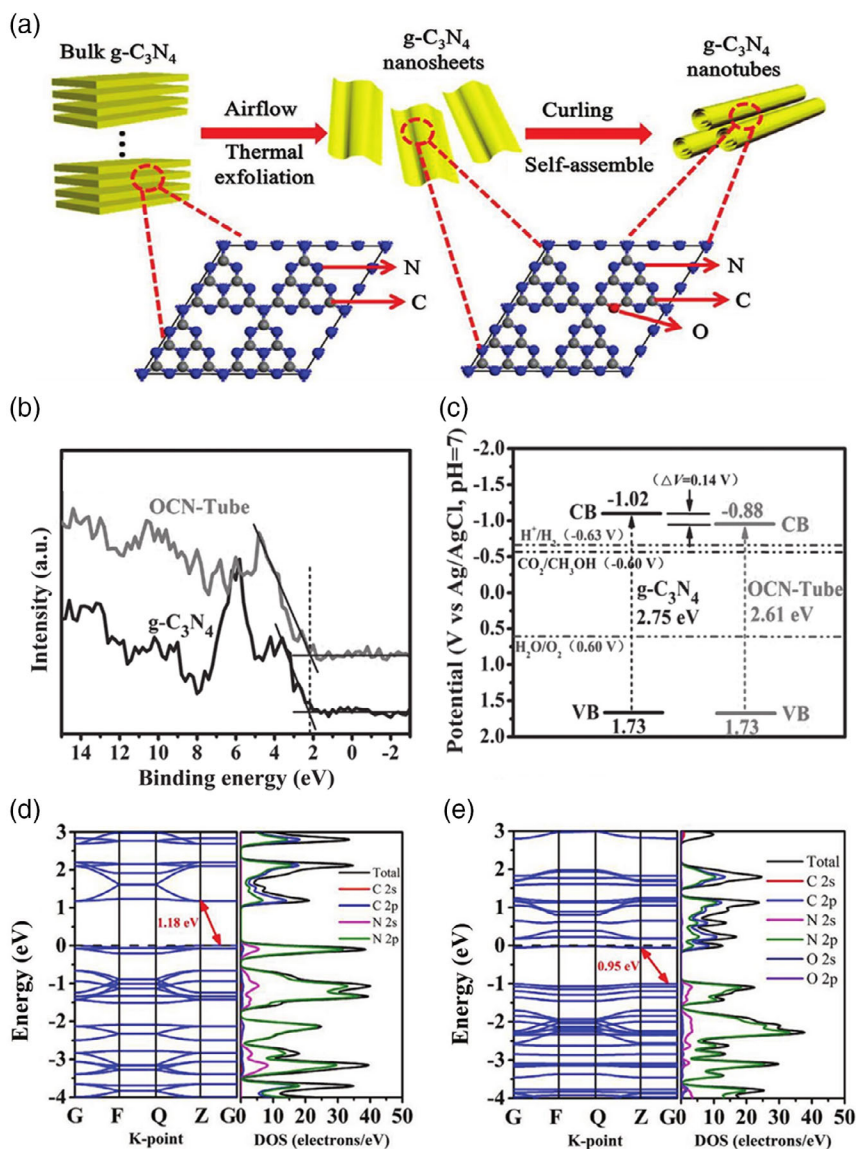 (a)
Bulk g-C₃N₄
g-C₃N₄
nanosheets
g-C₃N₄
nanotubes
Airflow
Thermal
exfoliation
Curling
Self-assemble
N
C
N
C
O
(b)
OCN-Tube
g-C₃N₄
Intensity (a.u.)
14 12 10 8 6 4 2 0 -2
Binding energy (eV)
(c)
Potential (V vs Ag/AgCl, pH=7)
-2.0
-1.5
-1.0
-0.5
0.0
0.5
1.0
1.5
2.0
CB -1.02
(△V=0.14 V)
-0.88
CB
H⁺/H₂ (-0.63 V)
CO₂/CH₃OH (-0.60 V)
g-C₃N₄
2.75 eV
OCN-Tube
2.61 eV
H₂O/O₂ (0.60 V)
VB
1.73
VB
1.73
(d)
Energy (eV)
3
2
1
0
-1
-2
-3
-4
1.18 eV
G F Q Z G
K-point
Total
C 2s
C 2p
N 2s
N 2p
0 10 20 30 40 50
DOS (electrons/eV)
(e)
Energy (eV)
3
2
1
0
-1
-2
-3
-4
0.95 eV
G F Q Z G
K-point
Total
C 2s
C 2p
N 2s
N 2p
O 2s
O 2p
0 10 20 30 40 50
DOS (electrons/eV)